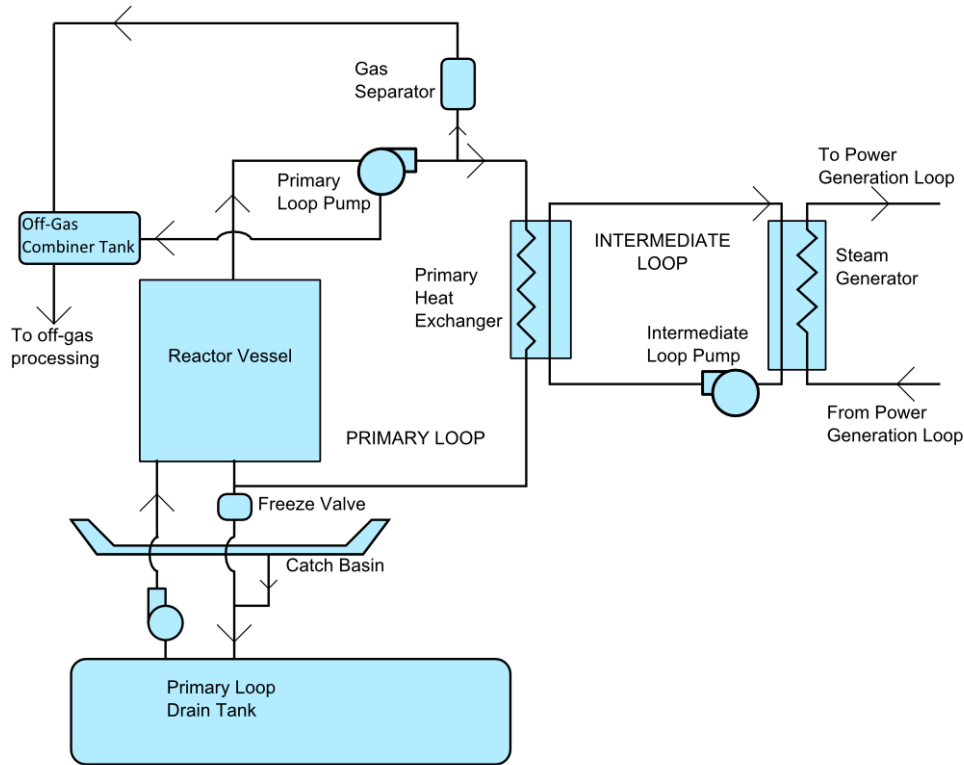 Gas
Separator
Primary
Loop Pump
To Power
Generation Loop
Off-Gas
Combiner Tank
INTERMEDIATE
LOOP
Steam
Generator
Primary
Heat
Exchanger
To off-gas
processing
Reactor Vessel
Intermediate
Loop Pump
From Power
Generation Loop
PRIMARY LOOP
Freeze Valve
Catch Basin
Primary Loop
Drain Tank